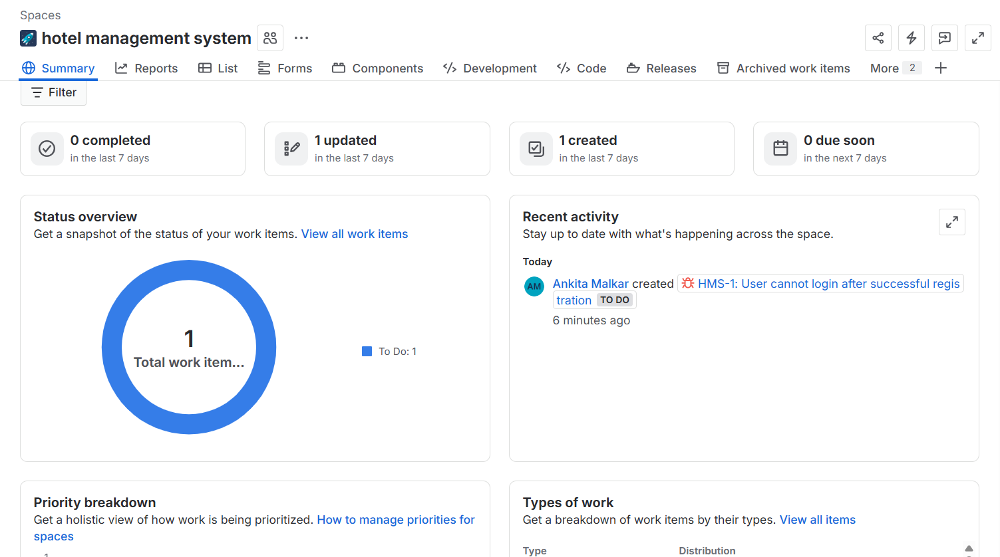 Spaces
hotel management system
Summary
Reports
List
Forms
Components
Development
Code
Releases
Archived work items
More 2
Filter
0 completed
in the last 7 days
1 updated
in the last 7 days
1 created
in the last 7 days
0 due soon
in the next 7 days
Status overview
Get a snapshot of the status of your work items. View all work items
1
Total work item...
To Do: 1
Recent activity
Stay up to date with what's happening across the space.
Today
AM
Ankita Malkar created HMS-1: User cannot login after successful regis
tration TO DO
6 minutes ago
Priority breakdown
Get a holistic view of how work is being prioritized. How to manage priorities for
spaces
1
Types of work
Get a breakdown of work items by their types. View all items
Type Distribution